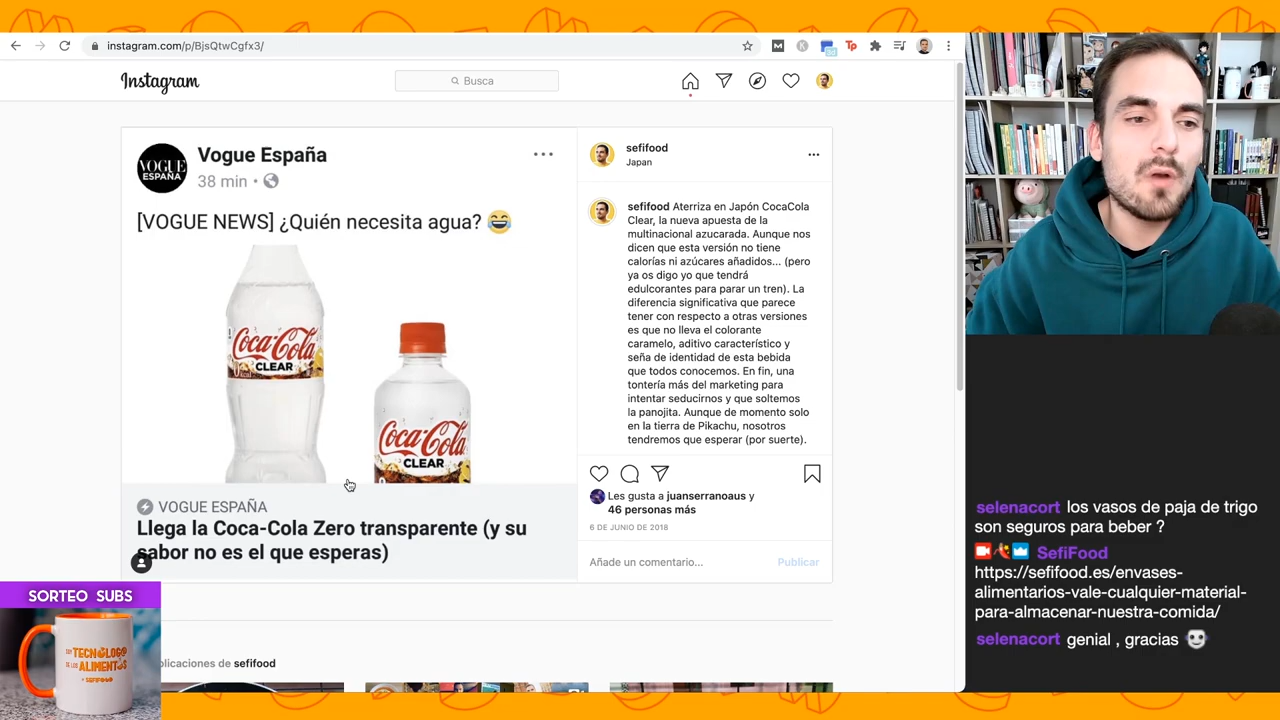 instagram.com/p/BjsQtwCgfx3/
Instagram
Busca
VOGUE
ESPAÑA
Vogue España
38 min
[VOGUE NEWS] ¿Quién necesita agua? 😂
Coca-Cola
CLEAR
0kcal
Coca-Cola
CLEAR
VOGUE ESPAÑA
Llega la Coca-Cola Zero transparente (y su
sabor no es el que esperas)
sefifood
Japan
sefifood Aterriza en Japón CocaCola
Clear, la nueva apuesta de la
multinacional azucarada. Aunque nos
dicen que esta versión no tiene
calorías ni azúcares añadidos... (pero
ya os digo yo que tendrá
edulcorantes para parar un tren). La
diferencia significativa que parece
tener con respecto a otras versiones
es que no lleva el colorante
caramelo, aditivo característico y
seña de identidad de esta bebida
que todos conocemos. En fin, una
tontería más del marketing para
intentar seducirnos y que soltemos
la panojita. Aunque de momento solo
en la tierra de Pikachu, nosotros
tendremos que esperar (por suerte).
Les gusta a juanserranoaus y
46 personas más
6 DE JUNIO DE 2018
Añade un comentario...
Publicar
plicaciones de sefifood
SORTEO SUBS
SOY
TECNÓLOGO
DE LOS
ALIMENTOS
selenacort los vasos de paja de trigo
son seguros para beber ?
SefiFood
https://sefifood.es/envases-
alimentarios-vale-cualquier-material-
para-almacenar-nuestra-comida/
selenacort genial , gracias